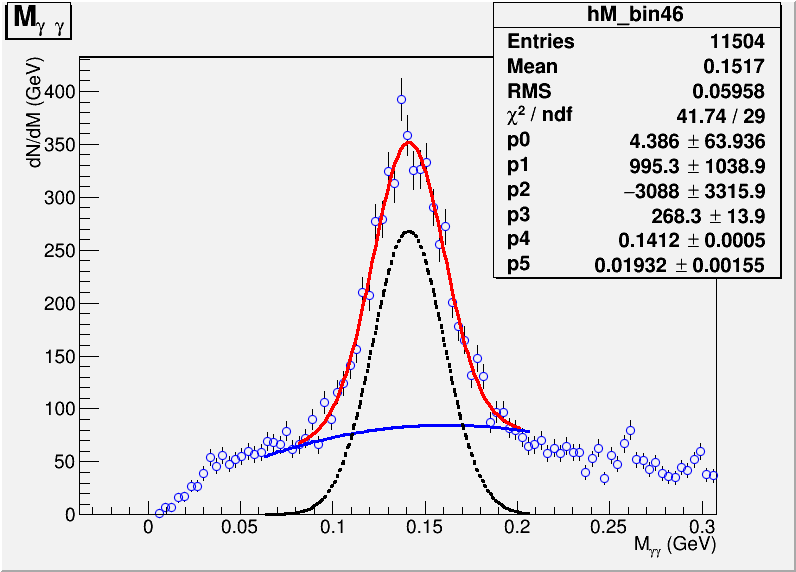 Mγ γ
hM_bin46
Entries 11504
Mean 0.1517
RMS 0.05958
χ² / ndf 41.74 / 29
p0 4.386 ± 63.936
p1 995.3 ± 1038.9
p2 −3088 ± 3315.9
p3 268.3 ± 13.9
p4 0.1412 ± 0.0005
p5 0.01932 ± 0.00155
dN/dM (GeV)
400
350
300
250
200
150
100
50
0
0 0.05 0.1 0.15 0.2 0.25 0.3
Mγγ (GeV)